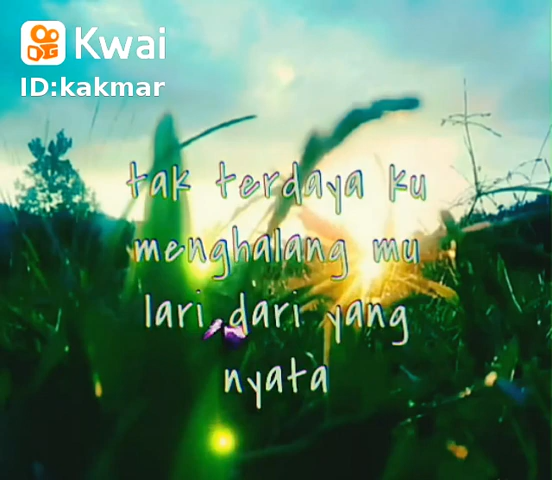 Kwai
ID:kakmar
tak terdaya ku
menghalang mu
lari dari yang
nyata